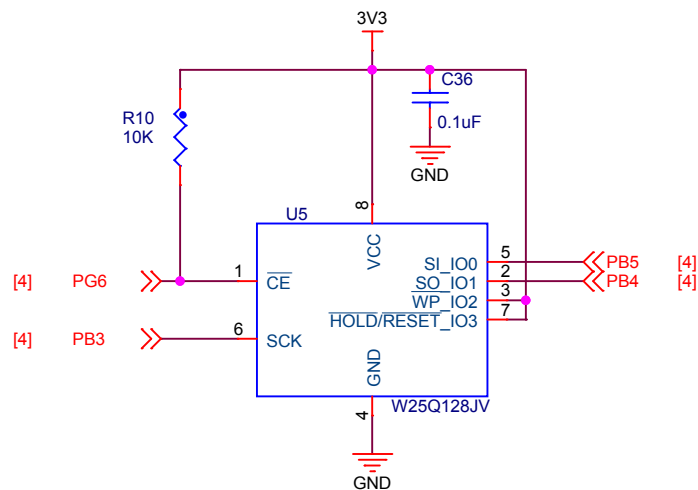 3V3
C36
R10
10K
0.1uF
GND
U5
8
VCC
[4] PG6 1 CE
SI_IO0 5 PB5 [4]
SO_IO1 2 PB4 [4]
WP_IO2 3
HOLD/RESET_IO3 7
[4] PB3 6 SCK
GND
4
W25Q128JV
GND